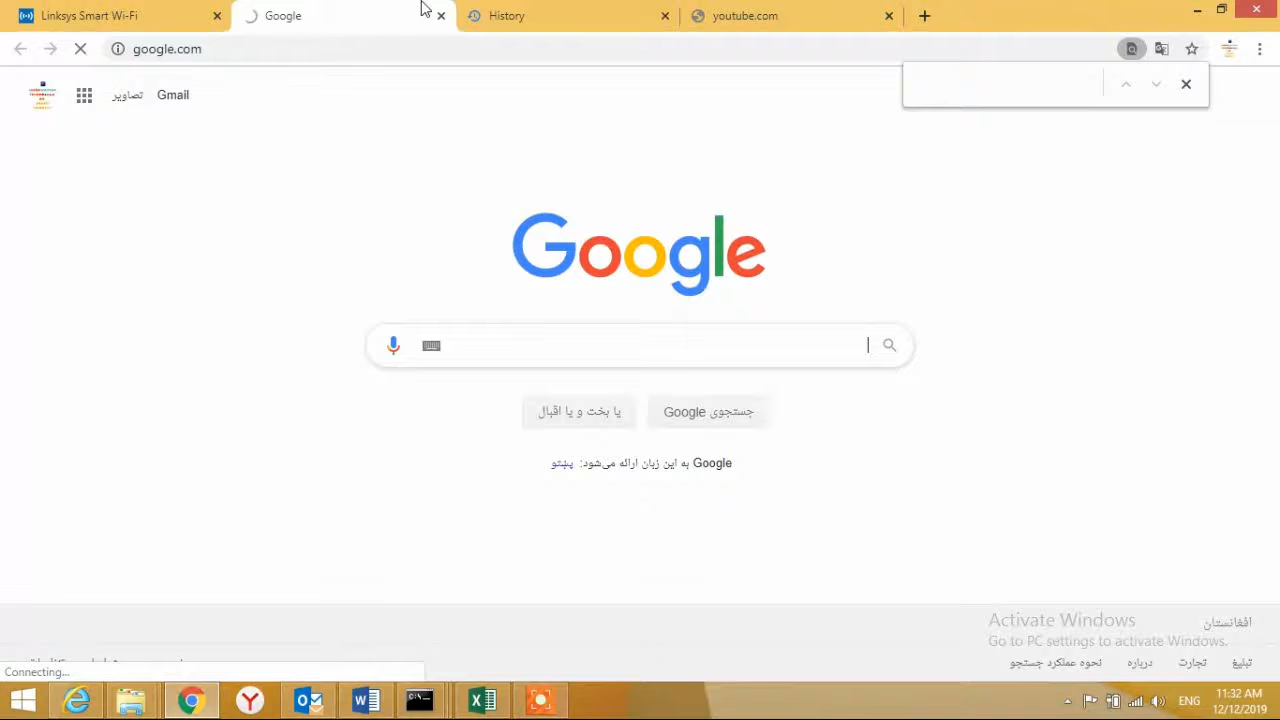 Linksys Smart Wi-Fi
Google
History
youtube.com
google.com
تصاویر
Gmail
Google
جستجوی Google
یا بخت و یا اقبال
Google به این زبان ارائه می‌شود: پښتو
Activate Windows
Go to PC settings to activate Windows.
افغانستان
تبلیغ
تجارت
درباره
نحوه عملکرد جستجو
Connecting...
ENG
11:32 AM
12/12/2019